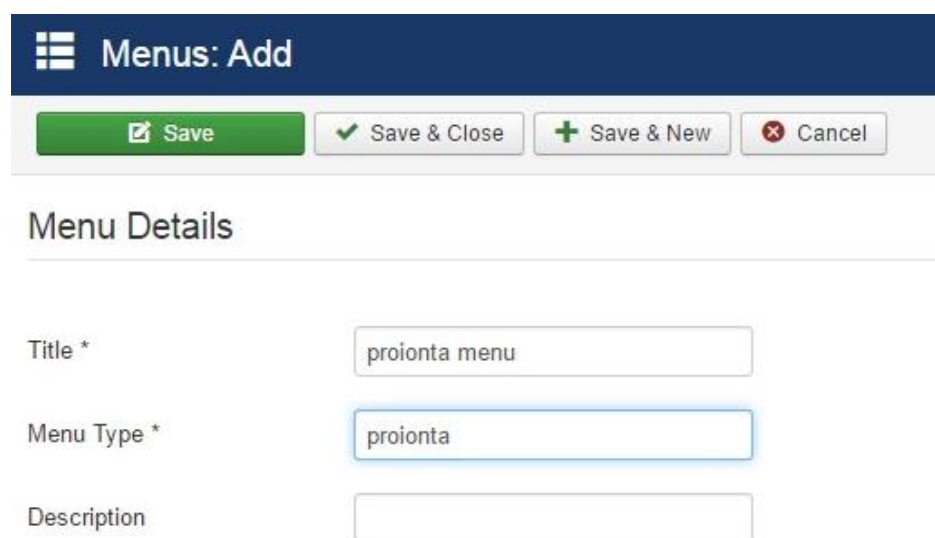 Menus: Add
Save Save & Close Save & New Cancel
Menu Details
Title * proionta menu
Menu Type * proionta
Description